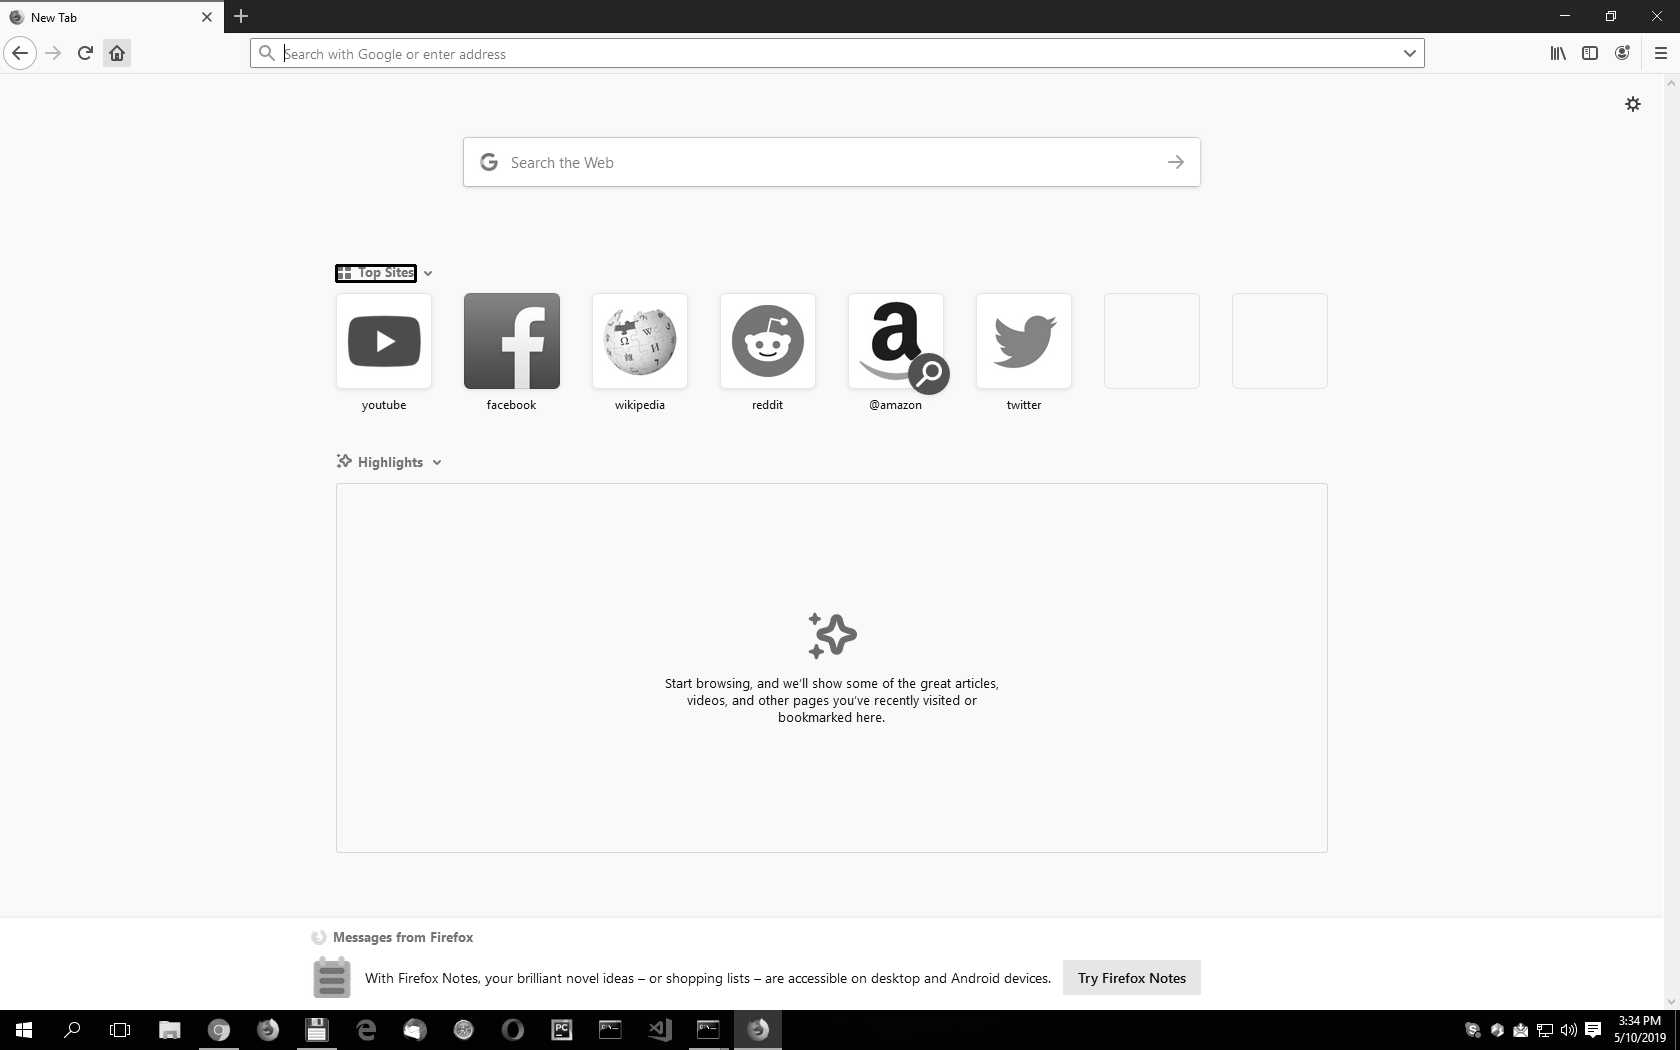 New Tab
Search with Google or enter address
Search the Web
Top Sites
youtube
facebook
wikipedia
reddit
@amazon
twitter
Highlights
Start browsing, and we'll show some of the great articles,
videos, and other pages you've recently visited or
bookmarked here.
Messages from Firefox
With Firefox Notes, your brilliant novel ideas – or shopping lists – are accessible on desktop and Android devices.
Try Firefox Notes
3:34 PM
5/10/2019